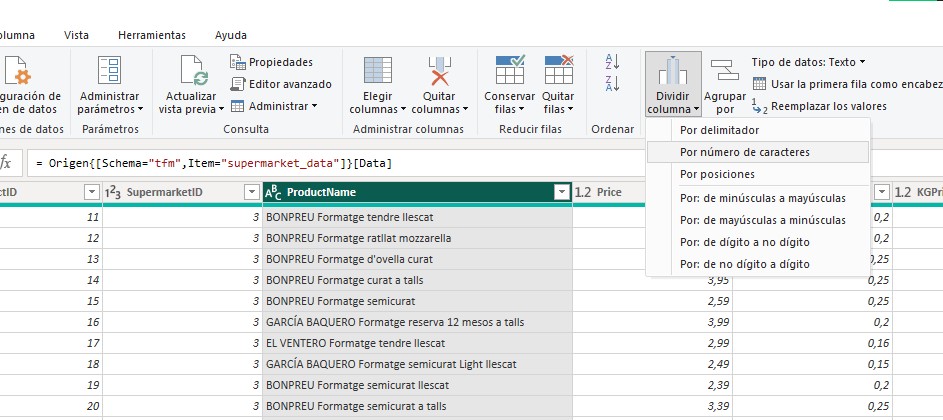 olumna Vista Herramientas Ayuda
guración de
en de datos
nes de datos
Administrar
parámetros
Parámetros
Actualizar
vista previa
Propiedades
Editor avanzado
Administrar
Consulta
Elegir
columnas
Quitar
columnas
Administrar columnas
Conservar
filas
Quitar
filas
Reducir filas
A
Z
Z
A
Ordenar
Dividir
columna
Agrupar
por
Tipo de datos: Texto
Usar la primera fila como encabez
1
2 Reemplazar los valores
Por delimitador
Por número de caracteres
Por posiciones
Por: de minúsculas a mayúsculas
Por: de mayúsculas a minúsculas
Por: de dígito a no dígito
Por: de no dígito a dígito
fx = Origen{[Schema="tfm",Item="supermarket_data"]}[Data]
ctID 123 SupermarketID ABC ProductName 1.2 Price 1.2 KGPri
11 3 BONPREU Formatge tendre llescat 0,2
12 3 BONPREU Formatge ratllat mozzarella 0,2
13 3 BONPREU Formatge d'ovella curat 0,25
14 3 BONPREU Formatge curat a talls 3,95 0,25
15 3 BONPREU Formatge semicurat 2,59 0,25
16 3 GARCÍA BAQUERO Formatge reserva 12 mesos a talls 3,99 0,2
17 3 EL VENTERO Formatge tendre llescat 2,99 0,16
18 3 GARCÍA BAQUERO Formatge semicurat Light llescat 2,49 0,15
19 3 BONPREU Formatge semicurat llescat 2,39 0,2
20 3 BONPREU Formatge semicurat a talls 3,39 0,25